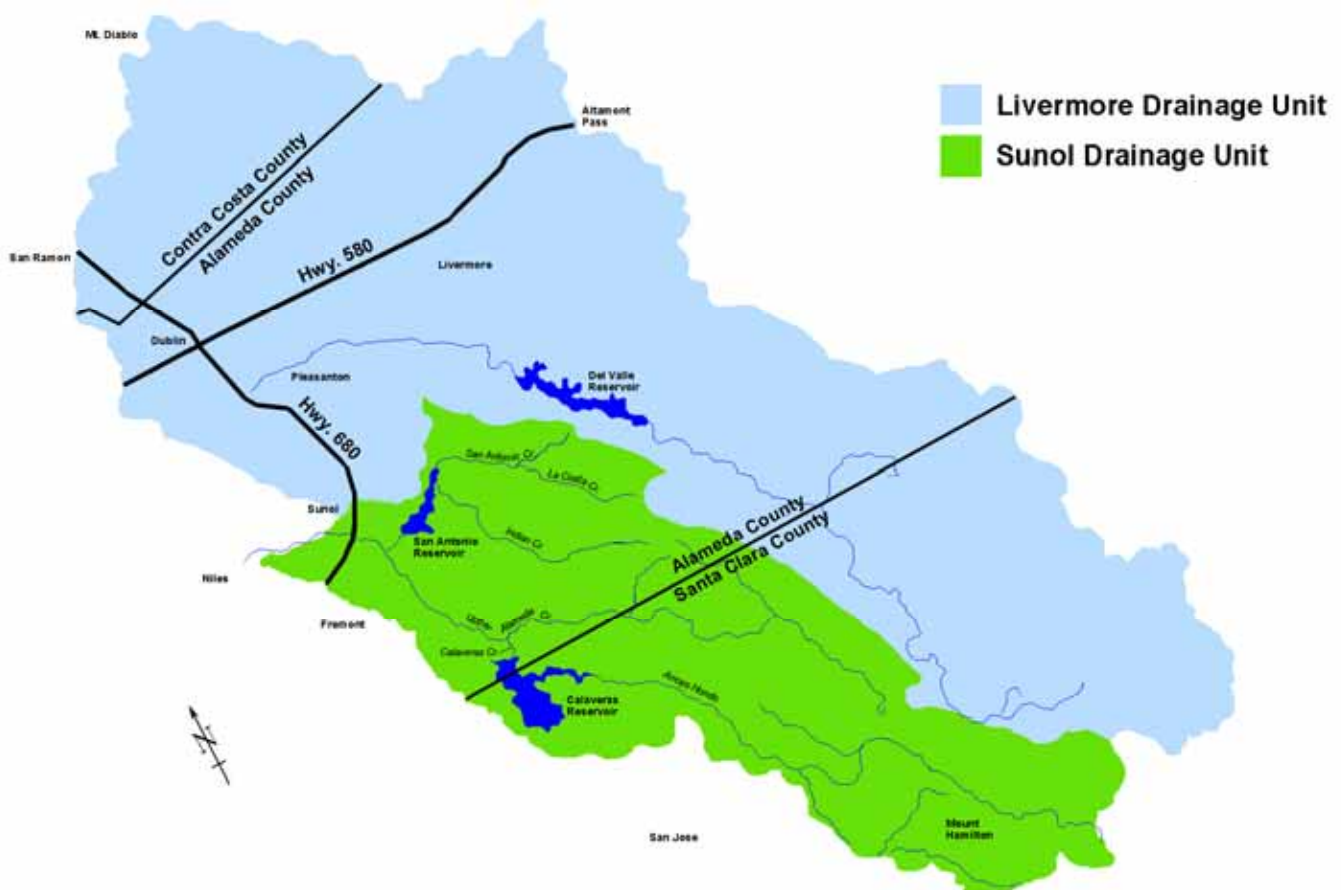 Mt. Diablo
Altamont
Pass
Livermore Drainage Unit
Sunol Drainage Unit
Contra Costa County
Alameda County
San Ramon
Hwy. 580
Livermore
Dublin
Pleasanton
Del Valle
Reservoir
Hwy. 680
San Antonio Cr.
La Costa Cr.
Sunol
San Antonio
Reservoir
Indian Cr.
Alameda County
Santa Clara County
Niles
Fremont
Upper Alameda Cr.
Calaveras Cr.
Arroyo Hondo
Calaveras
Reservoir
N
San Jose
Mount
Hamilton